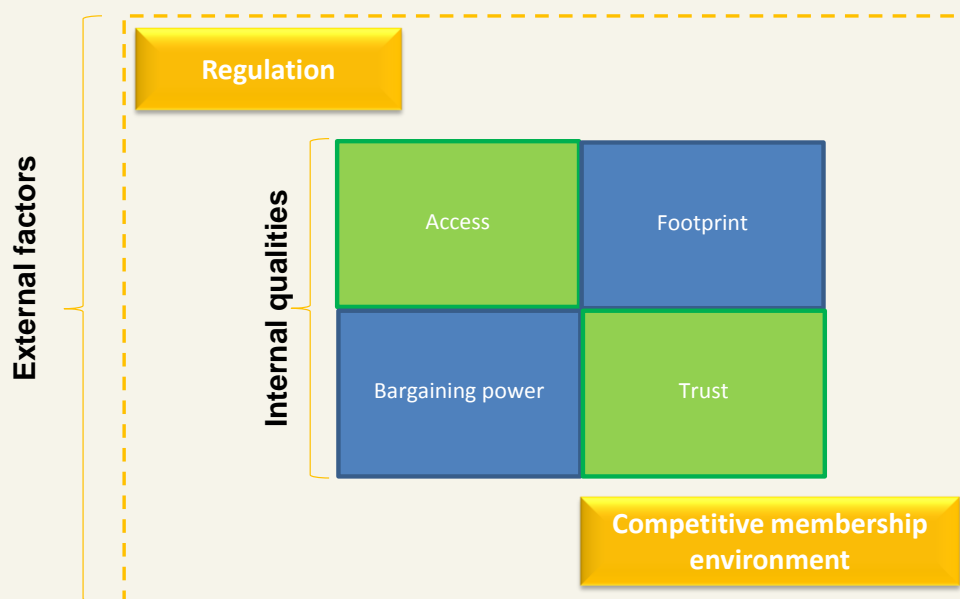 Regulation
External factors
Internal qualities
Access
Footprint
Bargaining power
Trust
Competitive membership
environment